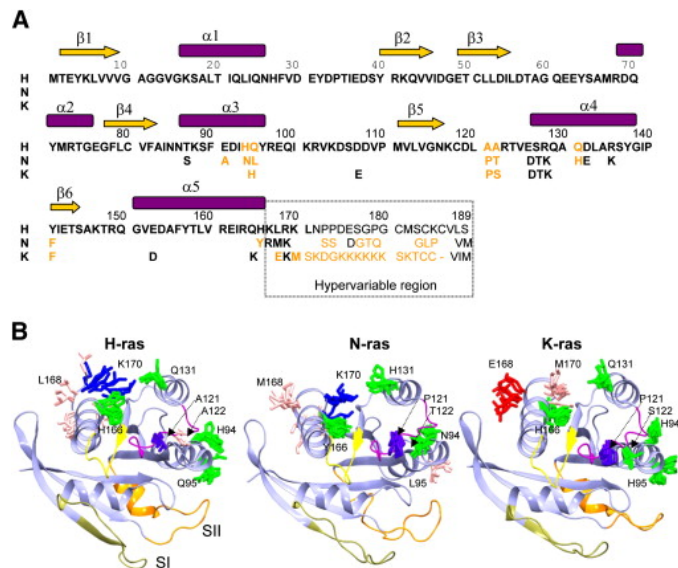 A
β1 α1 β2 β3
10 20 30 40 50 60 70
H MTEYKLVVVG AGGVGKSALT IQLIQNHFVD EYDPTIEDSY RKQVVIDGET CLLDILDTAG QEEYSAMRDQ
N
K
α2 β4 α3 β5 α4
80 90 100 110 120 130 140
H YMRTGEGFLC VFAINNTKSF EDIHQYREQI KRVKDSDDVP MVLVGNKCDL AARTVESRQA QDLARSYGIP
N S A NL PT DTK H E K
K H E PS DTK
β6 α5
150 160 170 180 189
H YIETSAKTRQ GVEDAFYTLV REIRQHKLRK LNPPDESGPG CMSCKCVLS
N F YRMK SS DGTQ GLP VM
K F D K EKM SKDGKKKKKK SKTCC - VIM
Hypervariable region
B
H-ras N-ras K-ras
L168 K170 Q131 A121 A122 H166 H94 Q95 SII SI
M168 K170 H131 P121 T122 Y166 N94 L95
E168 M170 Q131 P121 S122 H166 H94 H95